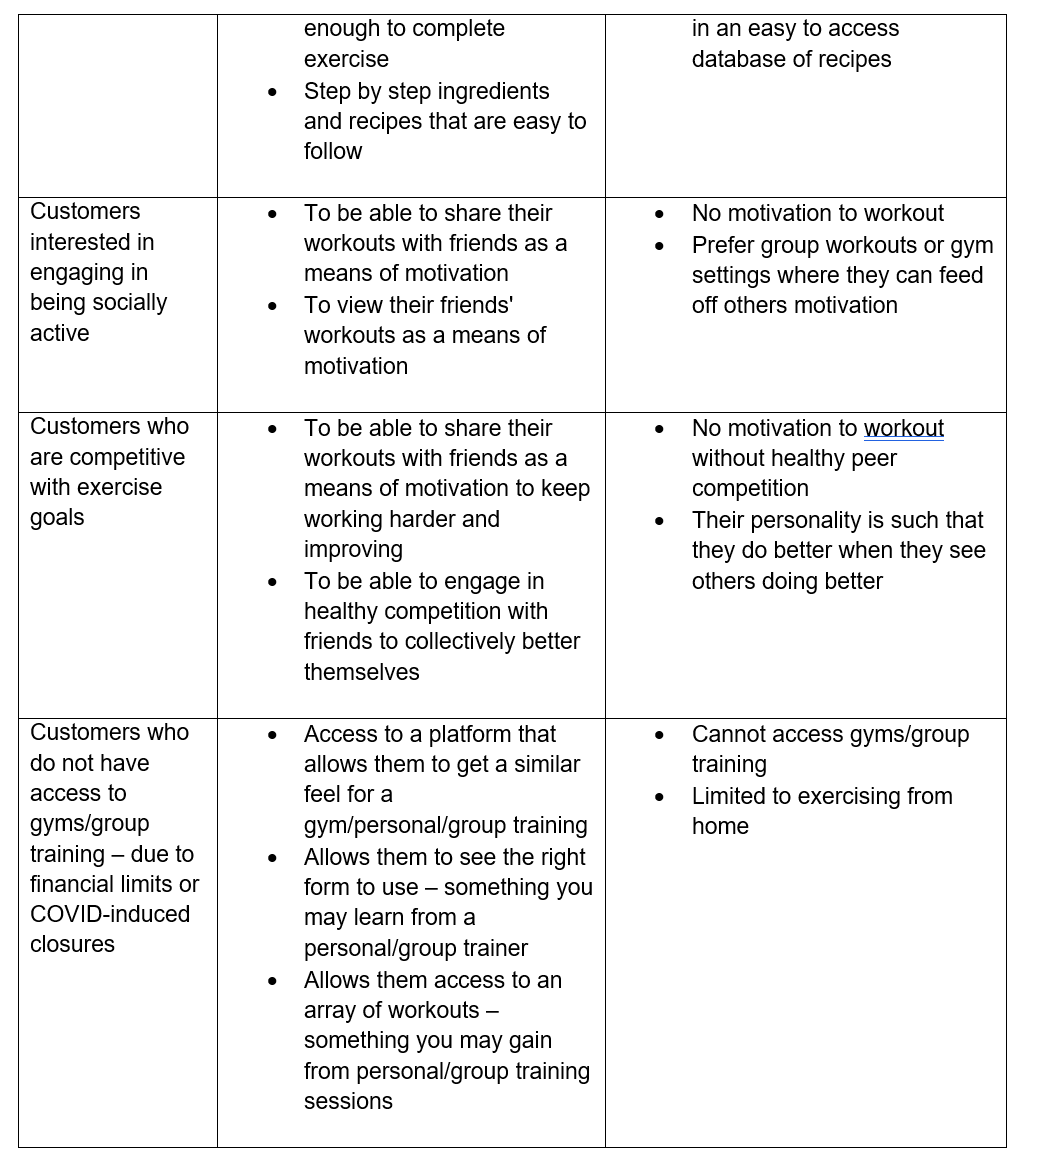 enough to complete
exercise
• Step by step ingredients
and recipes that are easy to
follow
in an easy to access
database of recipes
Customers
interested in
engaging in
being socially
active
• To be able to share their
workouts with friends as a
means of motivation
• To view their friends'
workouts as a means of
motivation
• No motivation to workout
• Prefer group workouts or gym
settings where they can feed
off others motivation
Customers who
are competitive
with exercise
goals
• To be able to share their
workouts with friends as a
means of motivation to keep
working harder and
improving
• To be able to engage in
healthy competition with
friends to collectively better
themselves
• No motivation to workout
without healthy peer
competition
• Their personality is such that
they do better when they see
others doing better
Customers who
do not have
access to
gyms/group
training – due to
financial limits or
COVID-induced
closures
• Access to a platform that
allows them to get a similar
feel for a
gym/personal/group training
• Allows them to see the right
form to use – something you
may learn from a
personal/group trainer
• Allows them access to an
array of workouts –
something you may gain
from personal/group training
sessions
• Cannot access gyms/group
training
• Limited to exercising from
home